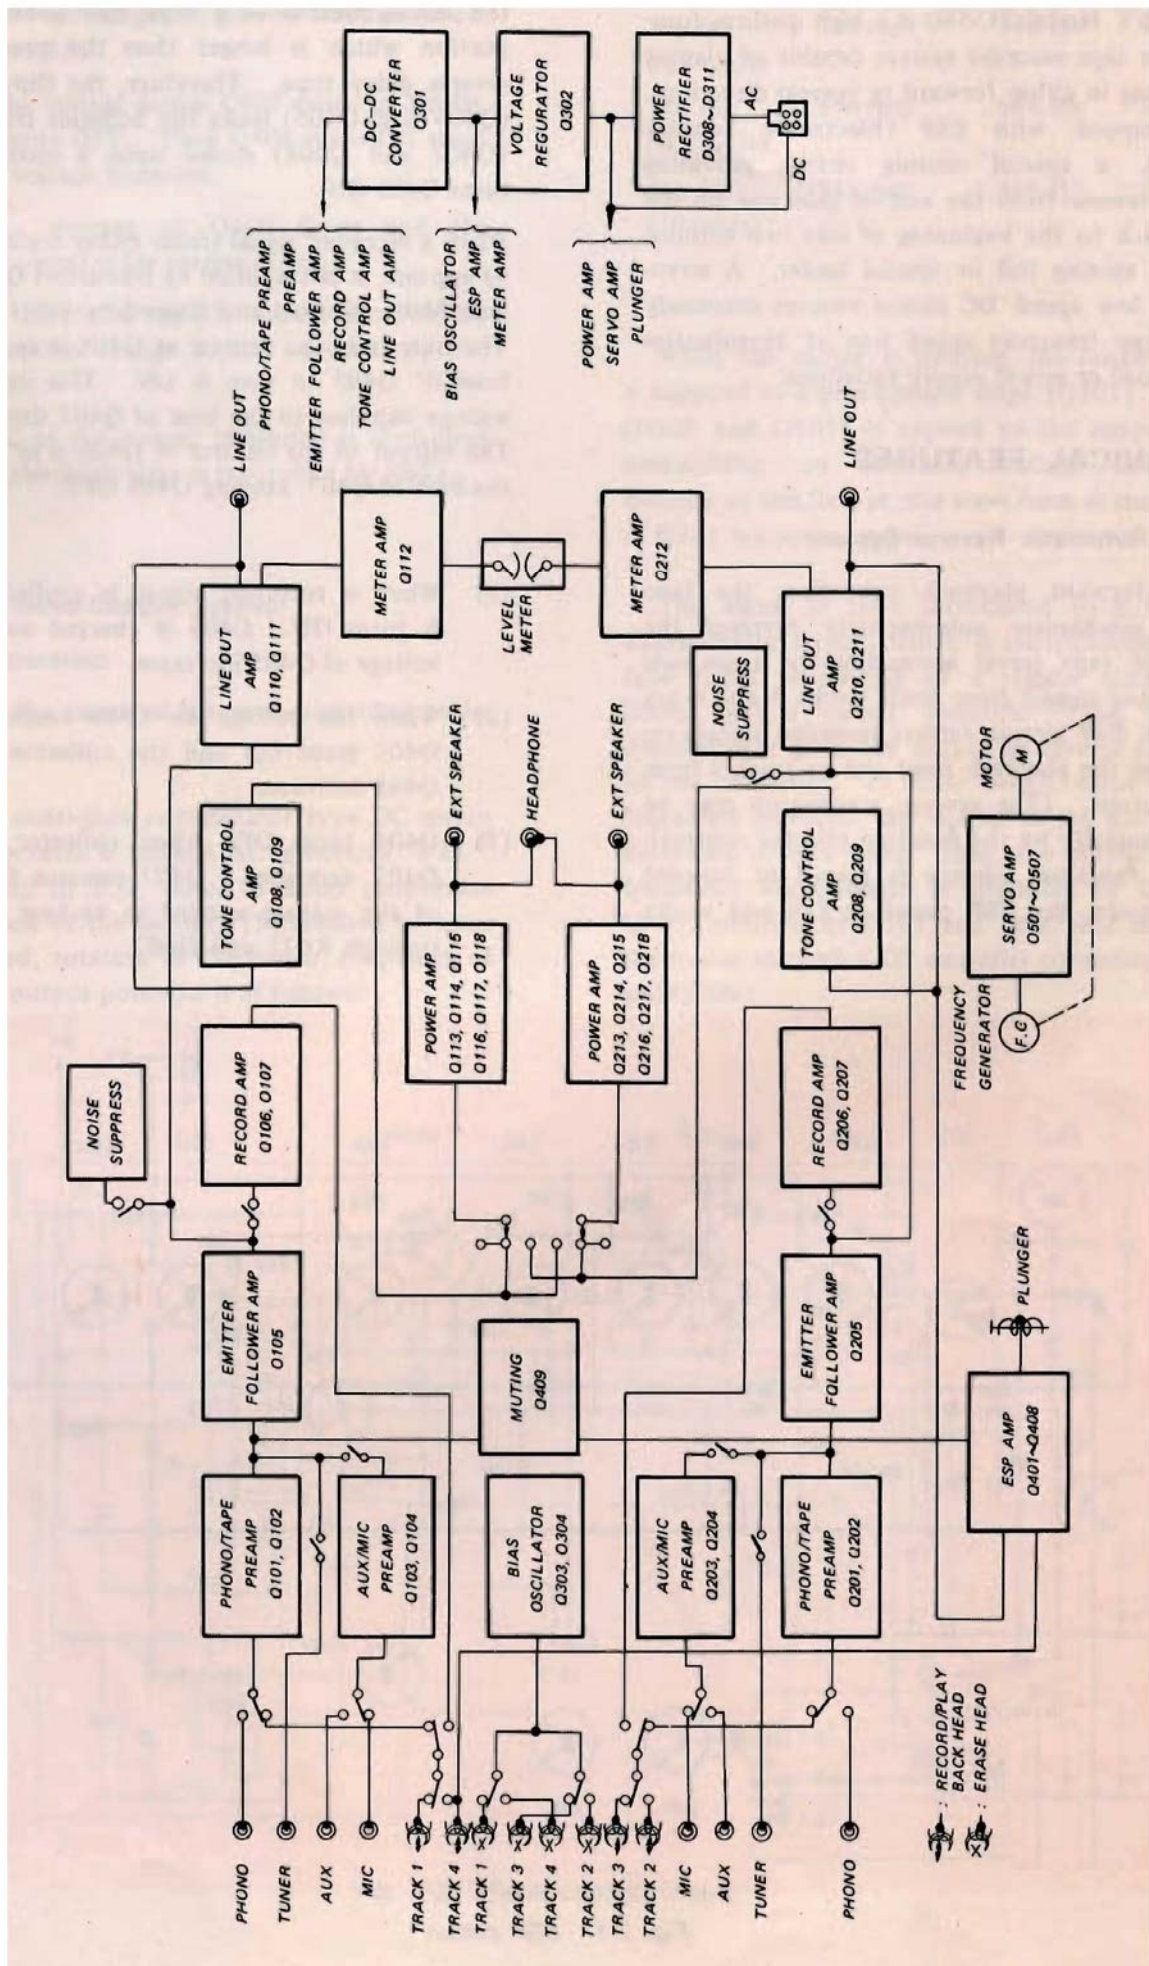 PHONO
TUNER
AUX
MIC
TRACK 1
TRACK 4
TRACK 1
TRACK 3
TRACK 4
TRACK 2
TRACK 3
TRACK 2
MIC
AUX
TUNER
PHONO
: RECORD/PLAY
BACK HEAD
: ERASE HEAD
PHONO/TAPE
PREAMP
Q101, Q102
AUX/MIC
PREAMP
Q103, Q104
BIAS
OSCILLATOR
Q303, Q304
AUX/MIC
PREAMP
Q203, Q204
PHONO/TAPE
PREAMP
Q201, Q202
ESP AMP
Q401~Q408
PLUNGER
EMITTER
FOLLOWER AMP
Q105
MUTING
Q409
EMITTER
FOLLOWER AMP
Q205
NOISE
SUPPRESS
RECORD AMP
Q106, Q107
RECORD AMP
Q206, Q207
TONE CONTROL
AMP
Q108, Q109
POWER AMP
Q113, Q114, Q115
Q116, Q117, Q118
POWER AMP
Q213, Q214, Q215
Q216, Q217, Q218
TONE CONTROL
AMP
Q208, Q209
FREQUENCY
GENERATOR
F.G
SERVO AMP
Q501~Q507
MOTOR
M
EXT SPEAKER
HEADPHONE
EXT SPEAKER
NOISE
SUPPRESS
LINE OUT
AMP
Q110, Q111
LINE OUT
AMP
Q210, Q211
METER AMP
Q112
LEVEL
METER
METER AMP
Q212
LINE OUT
LINE OUT
PHONO/TAPE PREAMP
PREAMP
EMITTER FOLLOWER AMP
RECORD AMP
TONE CONTROL AMP
LINE OUT AMP
BIAS OSCILLATOR
ESP AMP
METER AMP
POWER AMP
SERVO AMP
PLUNGER
DC-DC
CONVERTER
Q301
VOLTAGE
REGURATOR
Q302
POWER
RECTIFIER
D308~D311
AC
DC